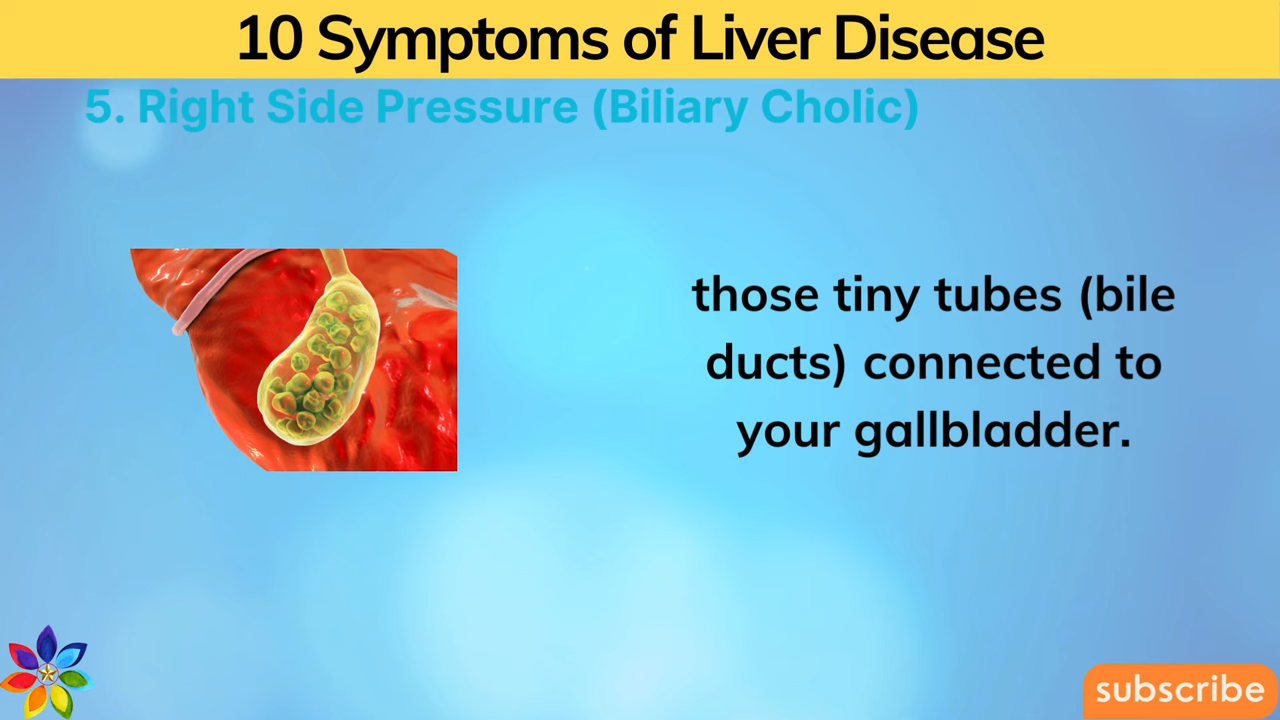 10 Symptoms of Liver Disease
5. Right Side Pressure (Biliary Cholic)
those tiny tubes (bile
ducts) connected to
your gallbladder.
subscribe